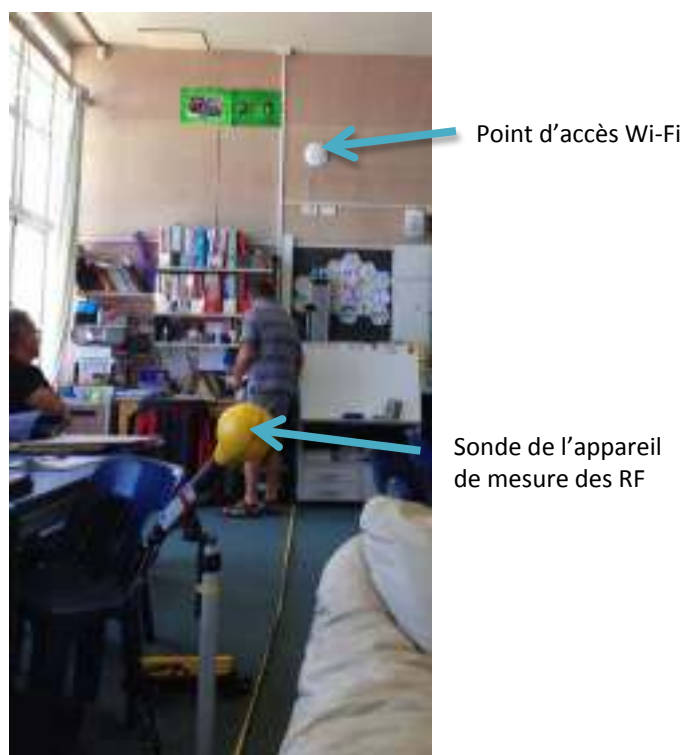 Point d’accès Wi-Fi
Sonde de l’appareil
de mesure des RF